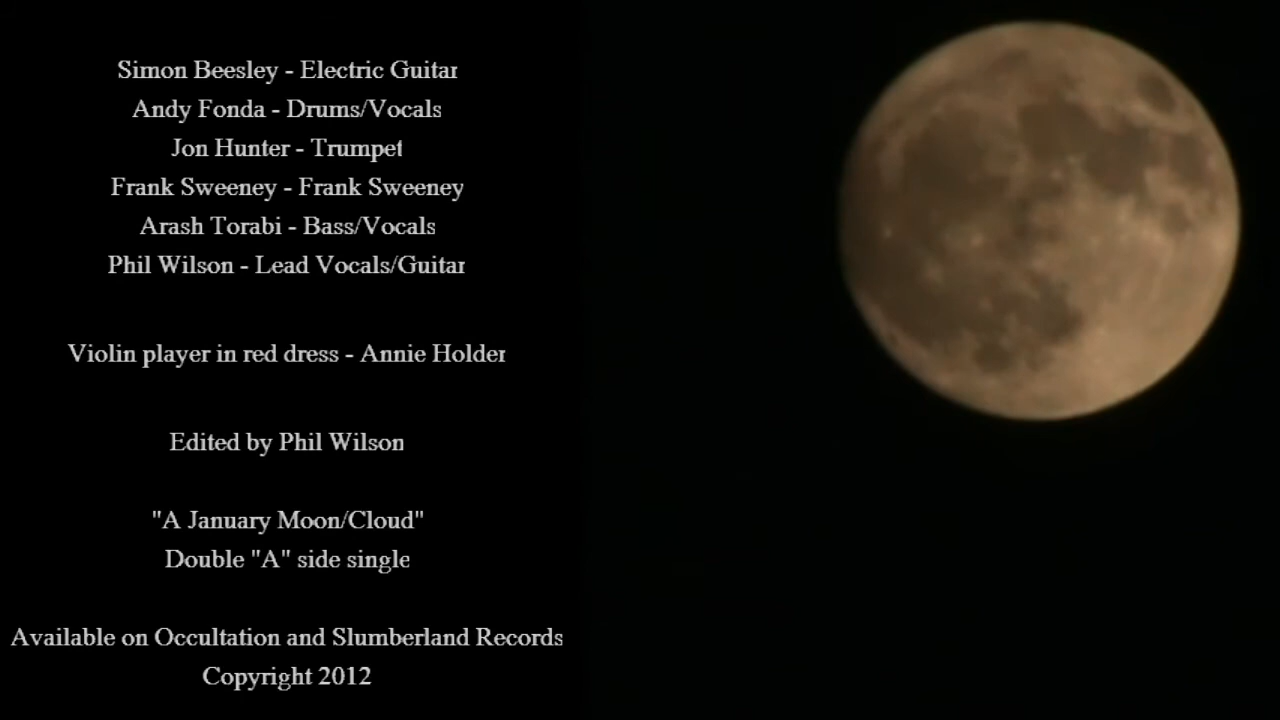 Simon Beesley - Electric Guitar
Andy Fonda - Drums/Vocals
Jon Hunter - Trumpet
Frank Sweeney - Frank Sweeney
Arash Torabi - Bass/Vocals
Phil Wilson - Lead Vocals/Guitar
Violin player in red dress - Annie Holder
Edited by Phil Wilson
"A January Moon/Cloud"
Double "A" side single
Available on Occultation and Slumberland Records
Copyright 2012